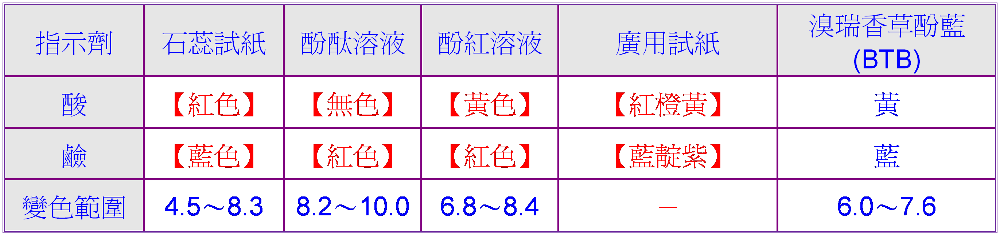 指示劑 石蕊試紙 酚酞溶液 酚紅溶液 廣用試紙 溴瑞香草酚藍
(BTB)
酸 【紅色】 【無色】 【黃色】 【紅橙黃】 黃
鹼 【藍色】 【紅色】 【紅色】 【藍靛紫】 藍
變色範圍 4.5～8.3 8.2～10.0 6.8～8.4 — 6.0～7.6